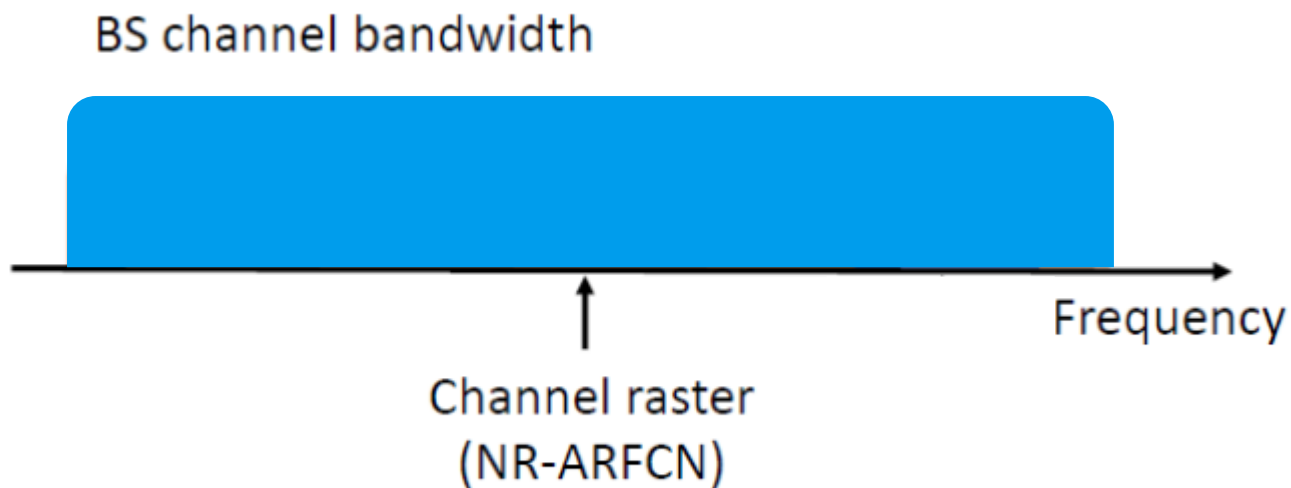 BS channel bandwidth
Frequency
Channel raster
(NR-ARFCN)